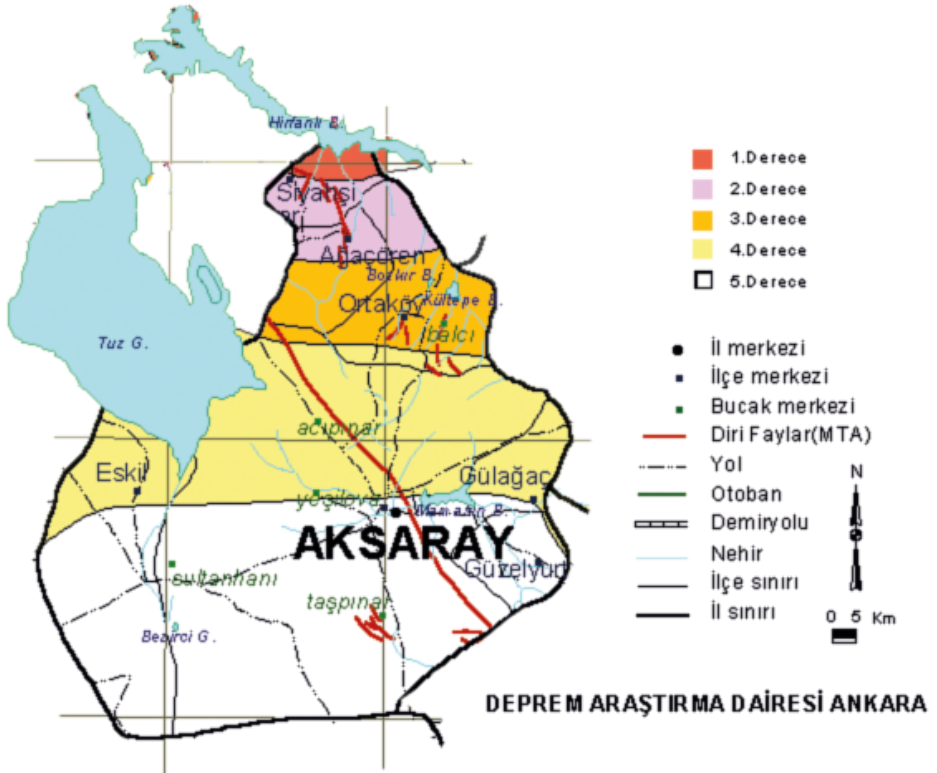 Hirfanlı B.
Siyahşi
Ağaçören
Bozkır B.
Ortaköy
Kültepe B.
balcı
Tuz G.
acıpınar
Eskil
Gülağaç
yeşilova
Mamasın B.
AKSARAY
Güzelyurt
sultanhanı
taşpınar
Bezirci G.
1.Derece
2.Derece
3.Derece
4.Derece
5.Derece
İl merkezi
İlçe merkezi
Bucak merkezi
Diri Faylar(MTA)
Yol
Otoban
Demiryolu
Nehir
İlçe sınırı
İl sınırı
N
0 5 Km
DEPREM ARAŞTIRMA DAİRESİ ANKARA